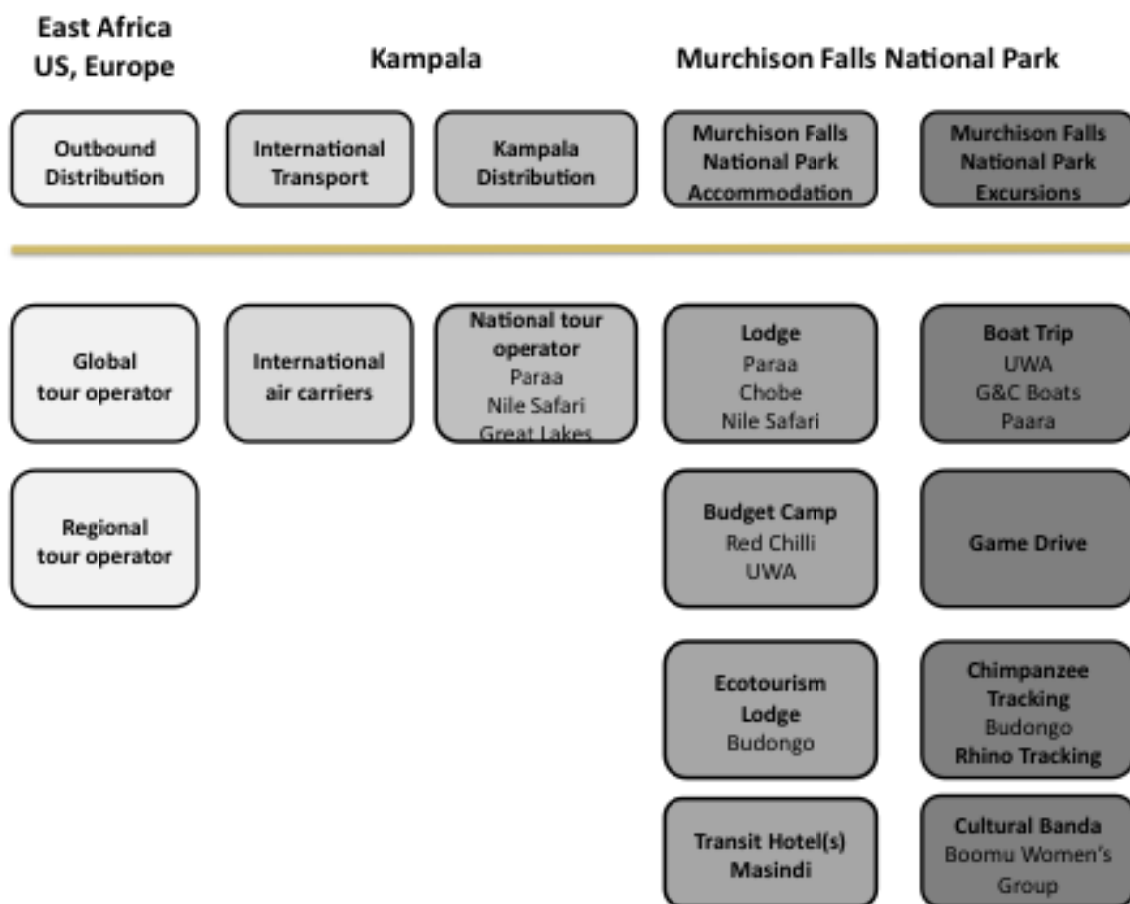 East Africa
US, Europe
Kampala
Murchison Falls National Park
Outbound
Distribution
International
Transport
Kampala
Distribution
Murchison Falls
National Park
Accommodation
Murchison Falls
National Park
Excursions
Global
tour operator
International
air carriers
National tour
operator
Paraa
Nile Safari
Great Lakes
Lodge
Paraa
Chobe
Nile Safari
Boat Trip
UWA
G&C Boats
Paara
Regional
tour operator
Budget Camp
Red Chilli
UWA
Game Drive
Ecotourism
Lodge
Budongo
Chimpanzee
Tracking
Budongo
Rhino Tracking
Transit Hotel(s)
Masindi
Cultural Banda
Boomu Women's
Group